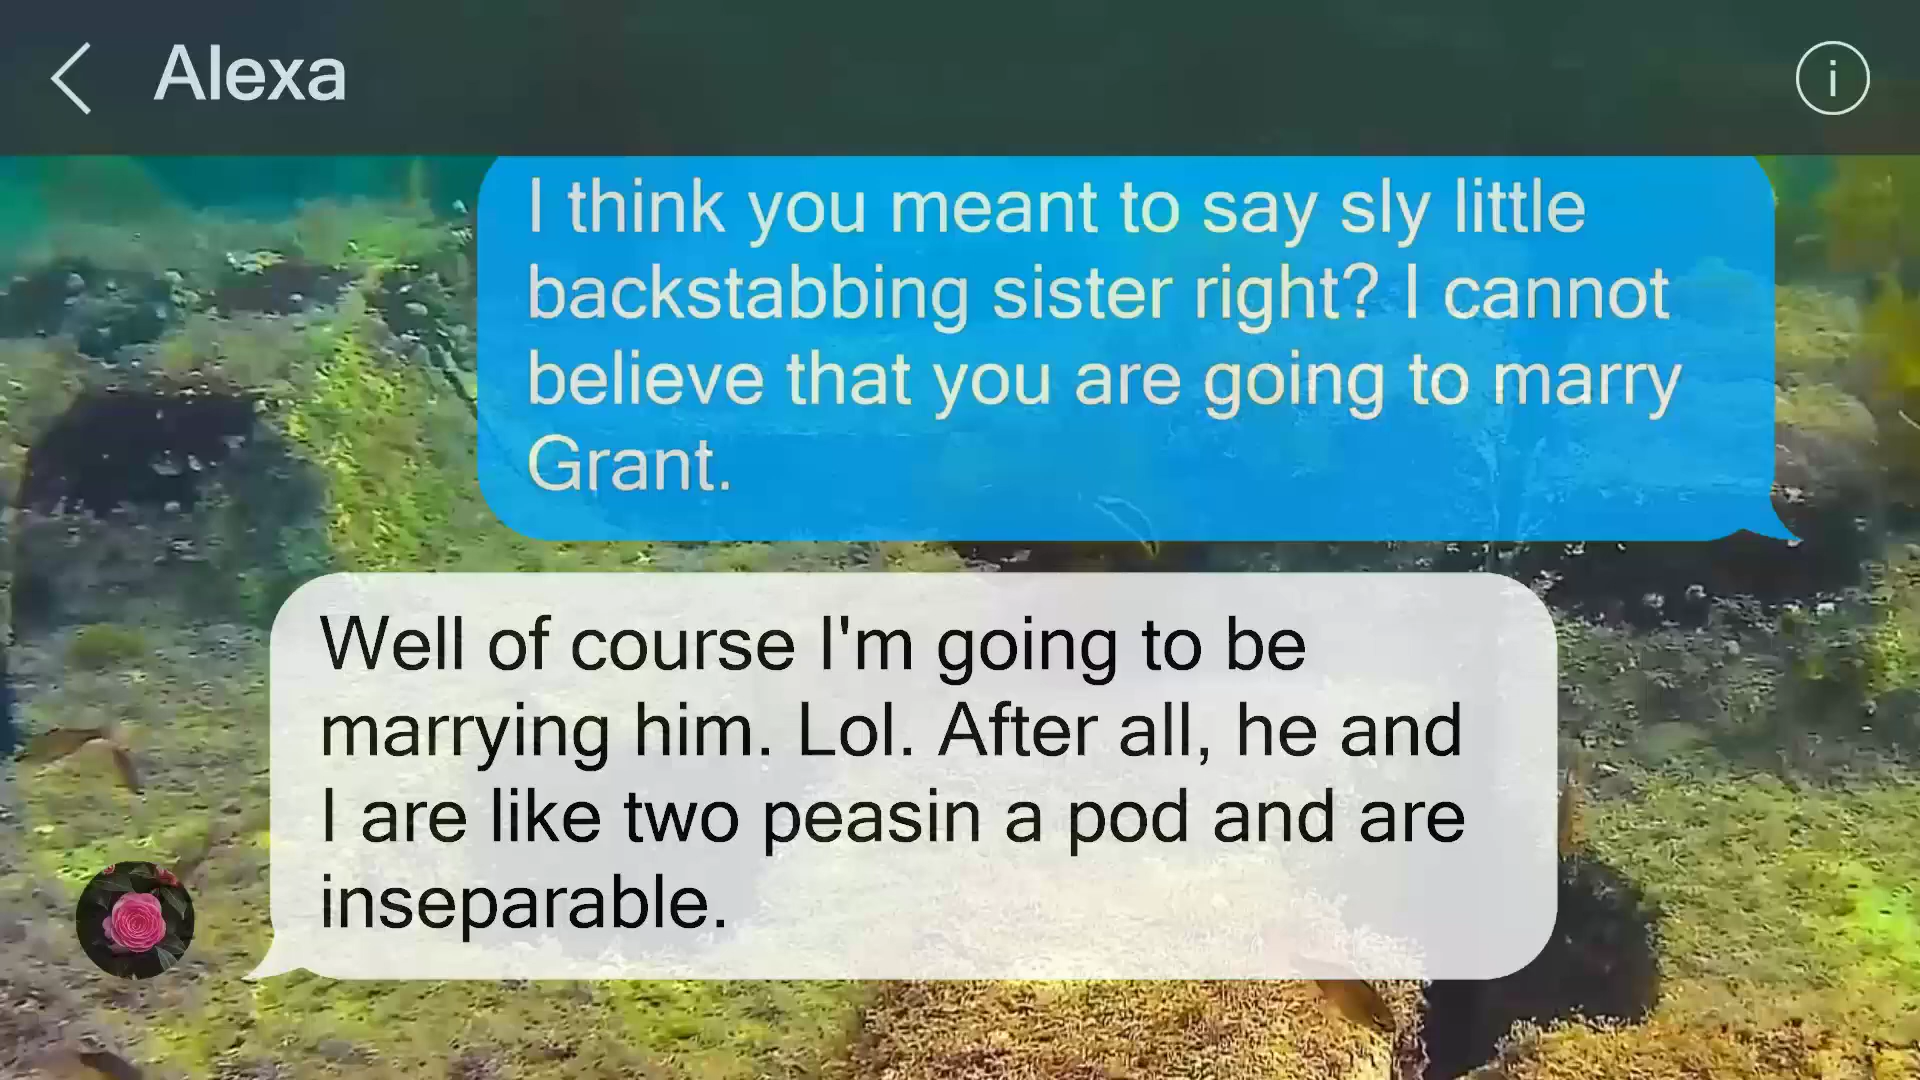 Alexa
I think you meant to say sly little
backstabbing sister right? I cannot
believe that you are going to marry
Grant.
Well of course I'm going to be
marrying him. Lol. After all, he and
I are like two peasin a pod and are
inseparable.